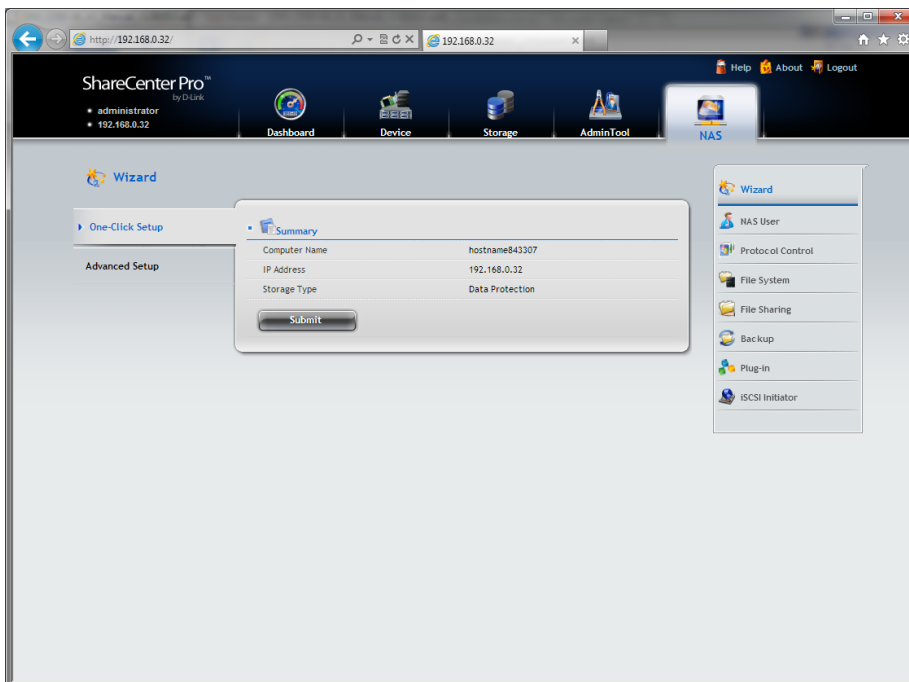 http://192.168.0.32/
192.168.0.32
Help About Logout
ShareCenter Pro™
by D-Link
administrator
192.168.0.32
Dashboard Device Storage AdminTool NAS
Wizard
One-Click Setup
Advanced Setup
Summary
Computer Name hostname843307
IP Address 192.168.0.32
Storage Type Data Protection
Submit
Wizard
NAS User
Protocol Control
File System
File Sharing
Backup
Plug-in
iSCSI Initiator